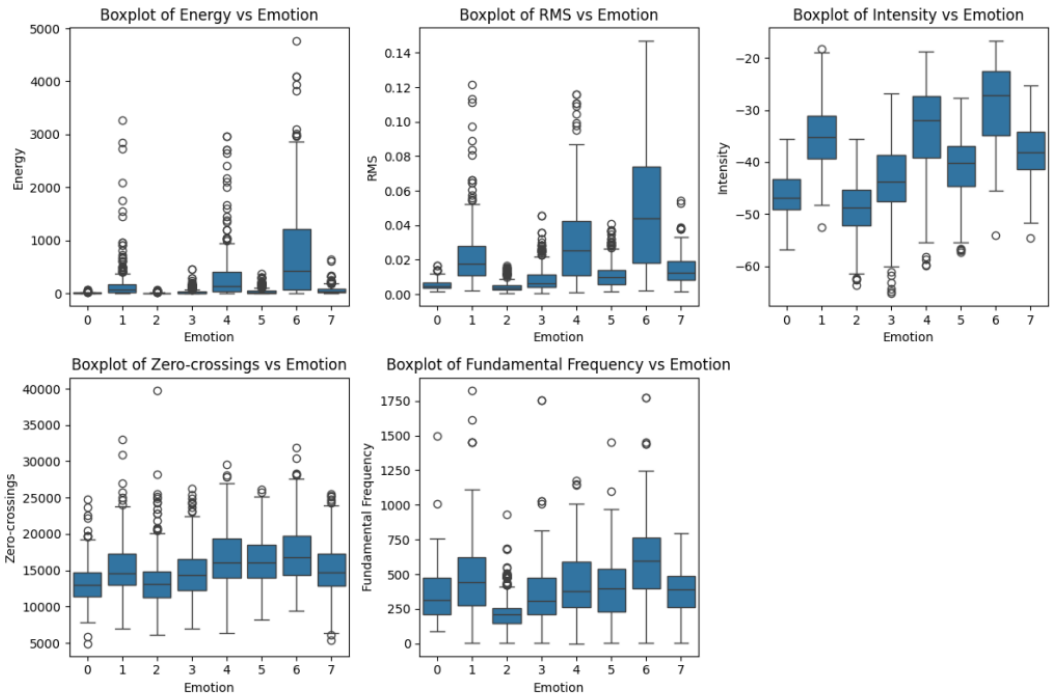 Boxplot of Energy vs Emotion
5000
4000
3000
2000
1000
0
Energy
0 1 2 3 4 5 6 7
Emotion
Boxplot of RMS vs Emotion
0.14
0.12
0.10
0.08
0.06
0.04
0.02
0.00
RMS
0 1 2 3 4 5 6 7
Emotion
Boxplot of Intensity vs Emotion
−20
−30
−40
−50
−60
Intensity
0 1 2 3 4 5 6 7
Emotion
Boxplot of Zero-crossings vs Emotion
40000
35000
30000
25000
20000
15000
10000
5000
Zero-crossings
0 1 2 3 4 5 6 7
Emotion
Boxplot of Fundamental Frequency vs Emotion
1750
1500
1250
1000
750
500
250
0
Fundamental Frequency
0 1 2 3 4 5 6 7
Emotion